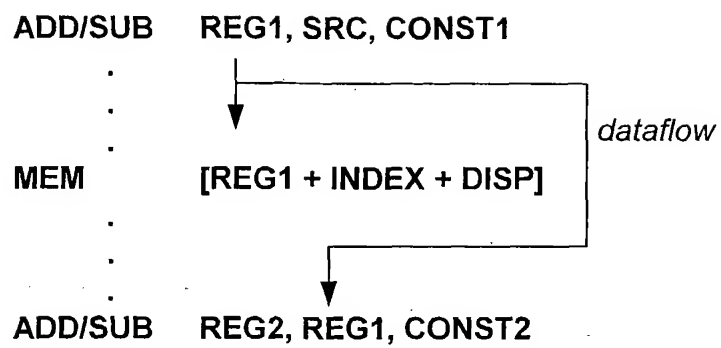 ADD/SUB REG1, SRC, CONST1
dataflow
MEM [REG1 + INDEX + DISP]
ADD/SUB REG2, REG1, CONST2